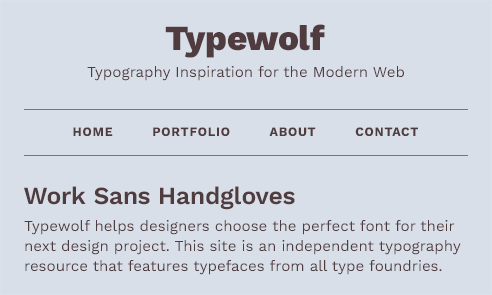 Typewolf
Typography Inspiration for the Modern Web
HOME PORTFOLIO ABOUT CONTACT
Work Sans Handgloves
Typewolf helps designers choose the perfect font for their
next design project. This site is an independent typography
resource that features typefaces from all type foundries.